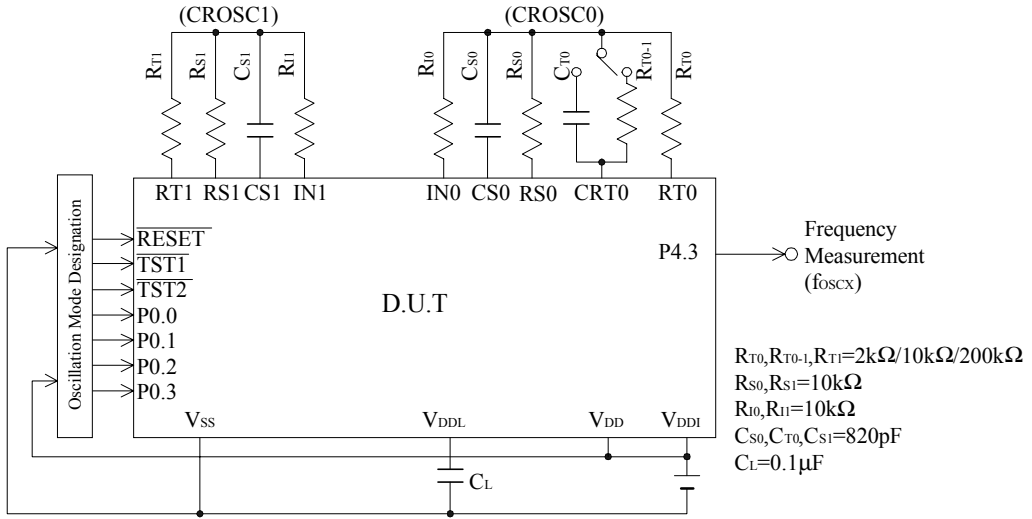 (CROSC1) (CROSC0)
RT1 RS1 CS1 RI1 RI0 CS0 RS0 CT0 RT0-1 RT0
RT1 RS1 CS1 IN1 IN0 CS0 RS0 CRT0 RT0
Oscillation Mode Designation
RESET
TST1
TST2
P0.0
P0.1
P0.2
P0.3
D.U.T
P4.3
Frequency
Measurement
(fOSCX)
VSS VDDL VDD VDDI
CL
RT0,RT0-1,RT1=2kΩ/10kΩ/200kΩ
RS0,RS1=10kΩ
RI0,RI1=10kΩ
CS0,CT0,CS1=820pF
CL=0.1µF